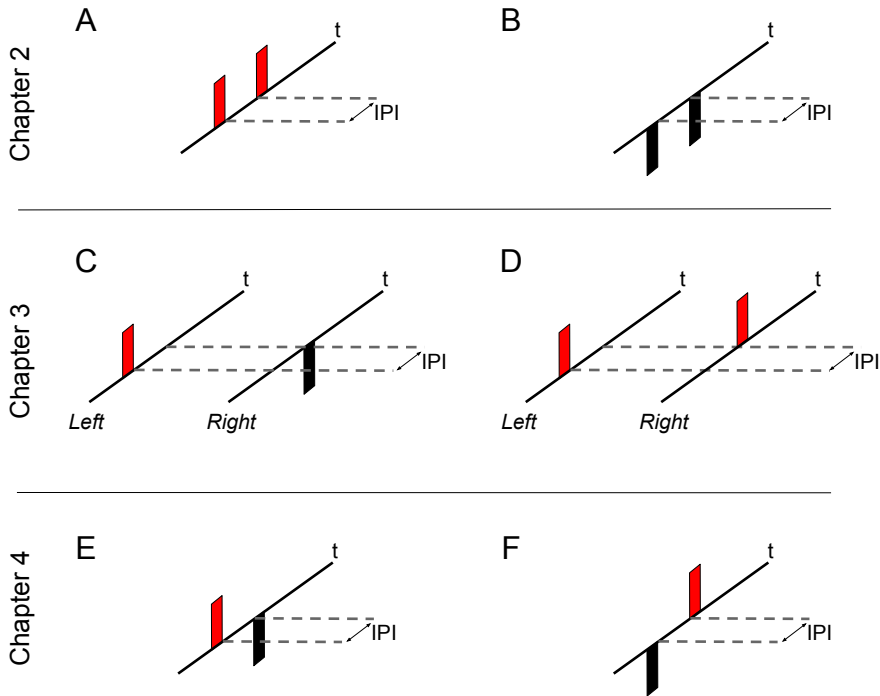 Chapter 2
A
t
IPI
B
t
IPI
Chapter 3
C
t
t
IPI
Left
Right
D
t
t
IPI
Left
Right
Chapter 4
E
t
IPI
F
t
IPI